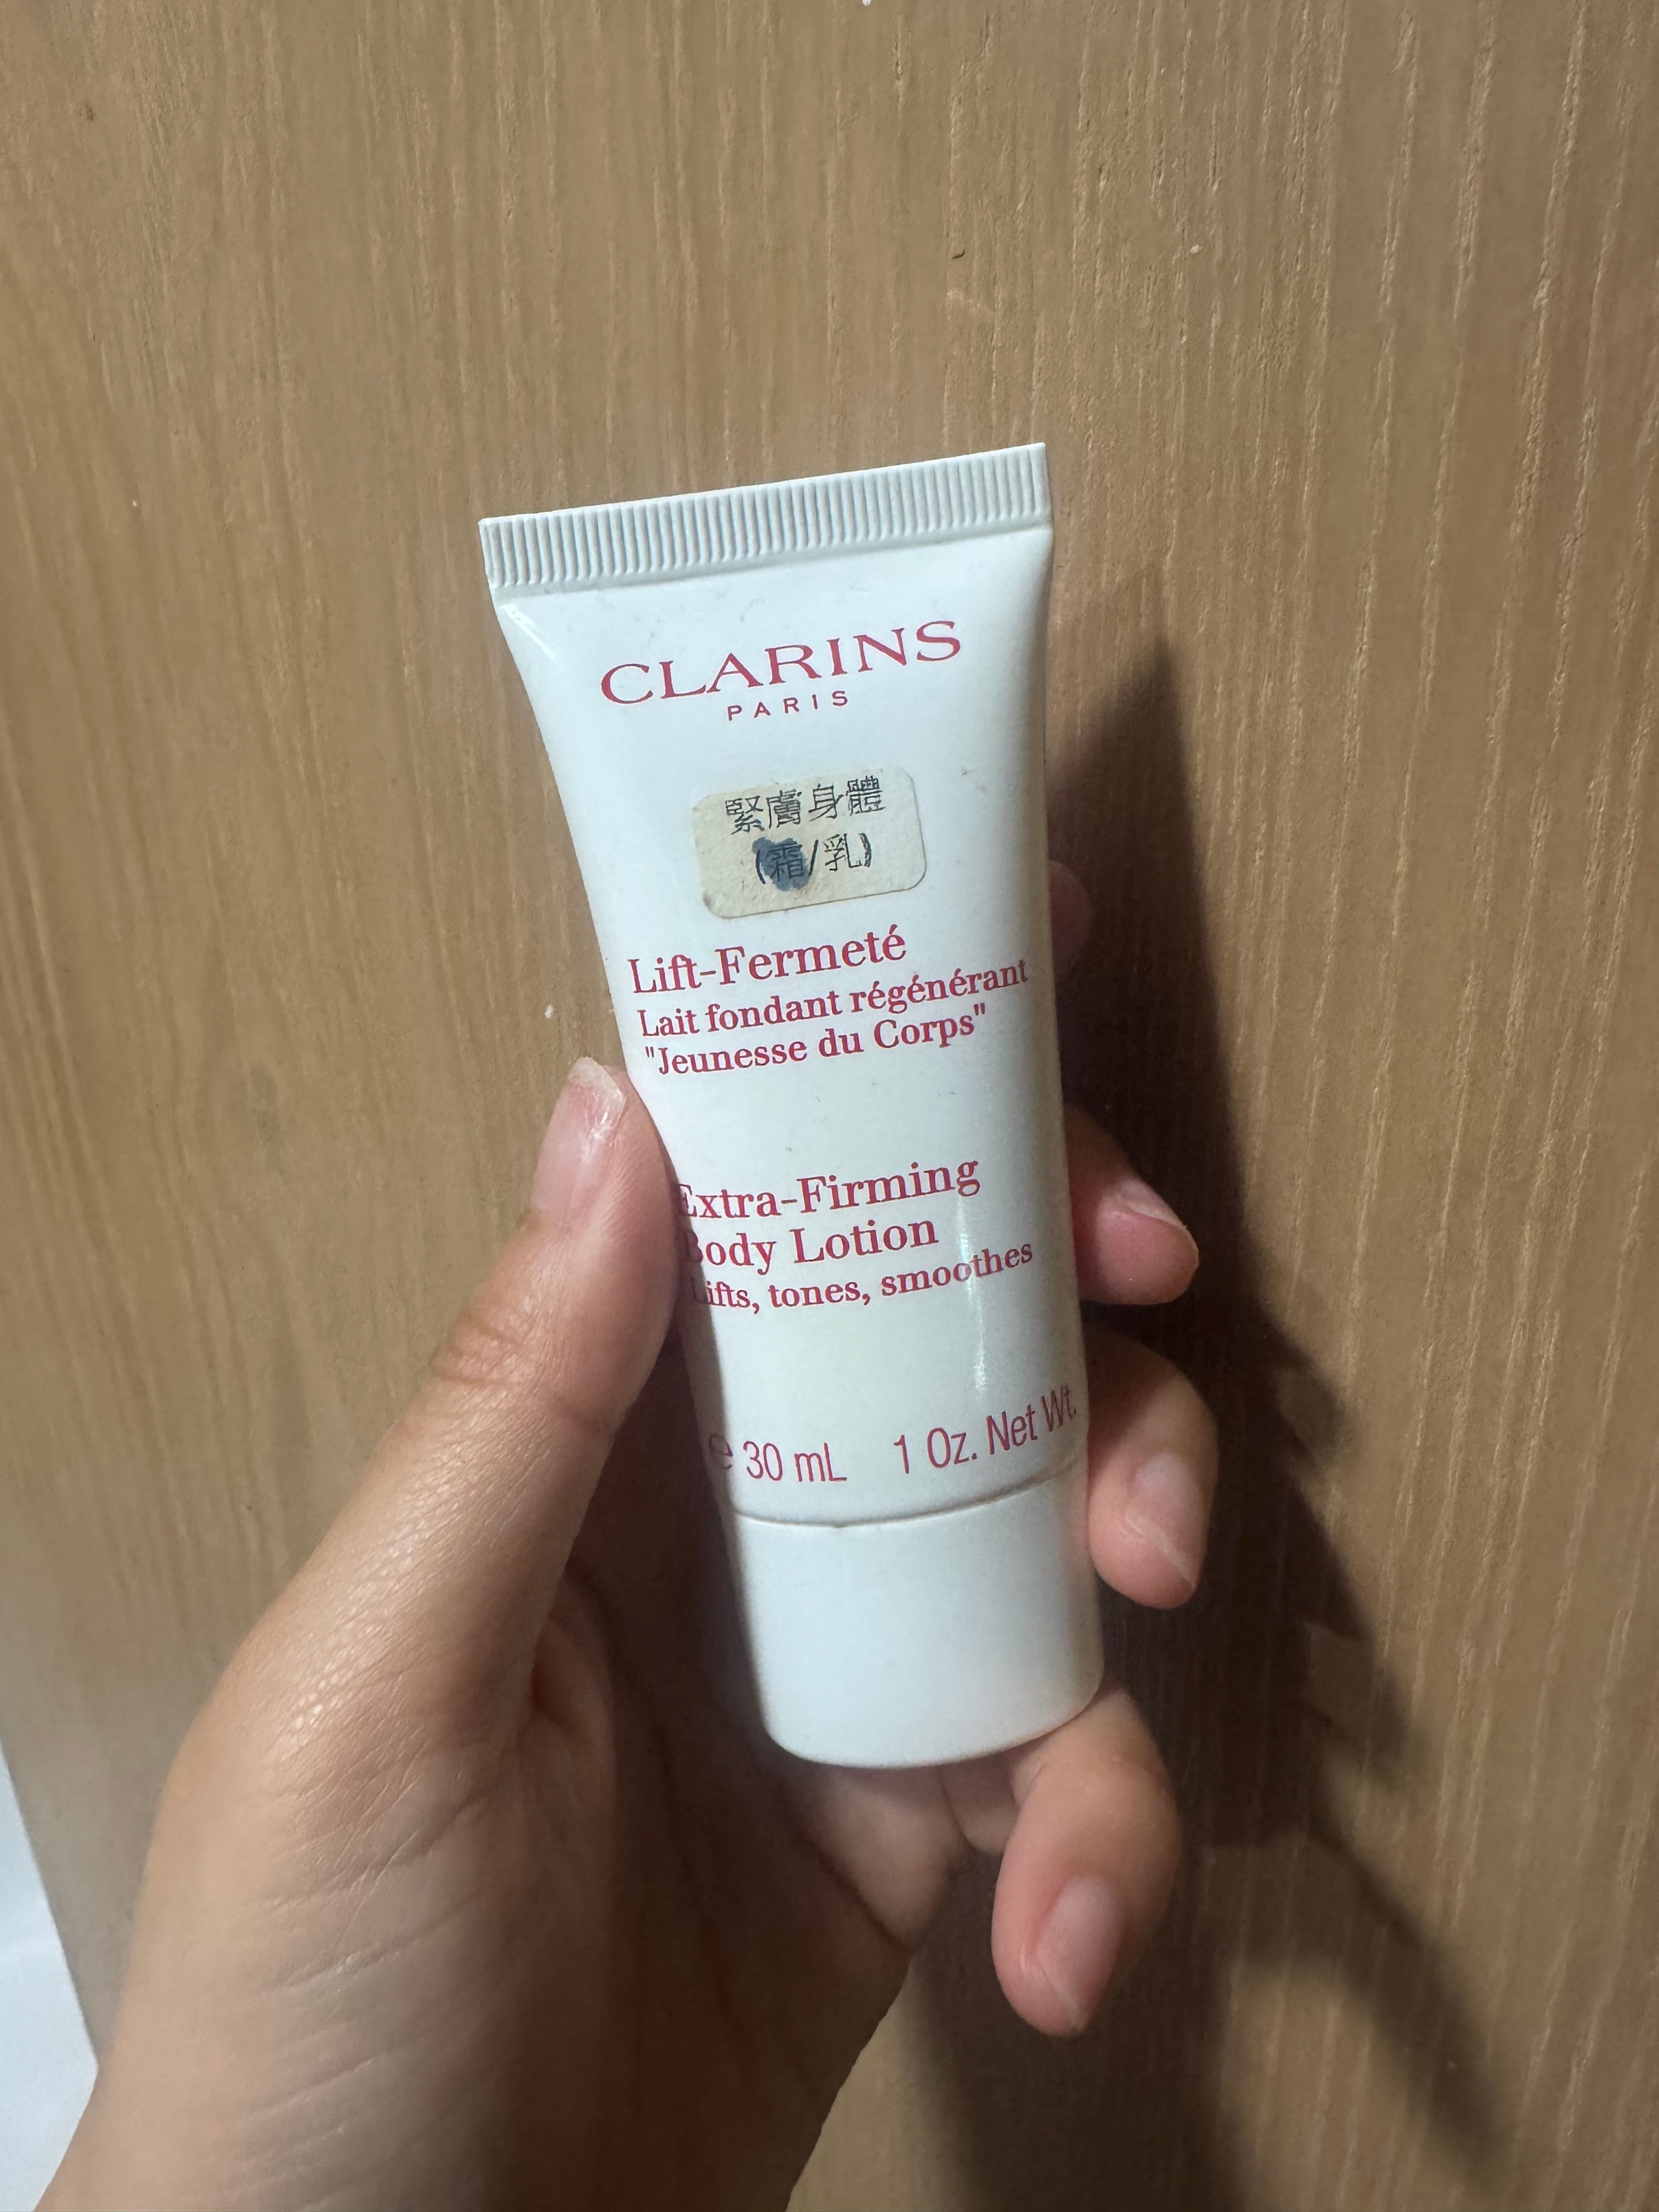 CLARINS
PARIS
緊膚身體
(霜/乳)
Lift-Fermeté
Lait fondant régénérant
"Jeunesse du Corps"
Extra-Firming
Body Lotion
Lifts, tones, smoothes
e 30 mL 1 Oz. Net Wt.